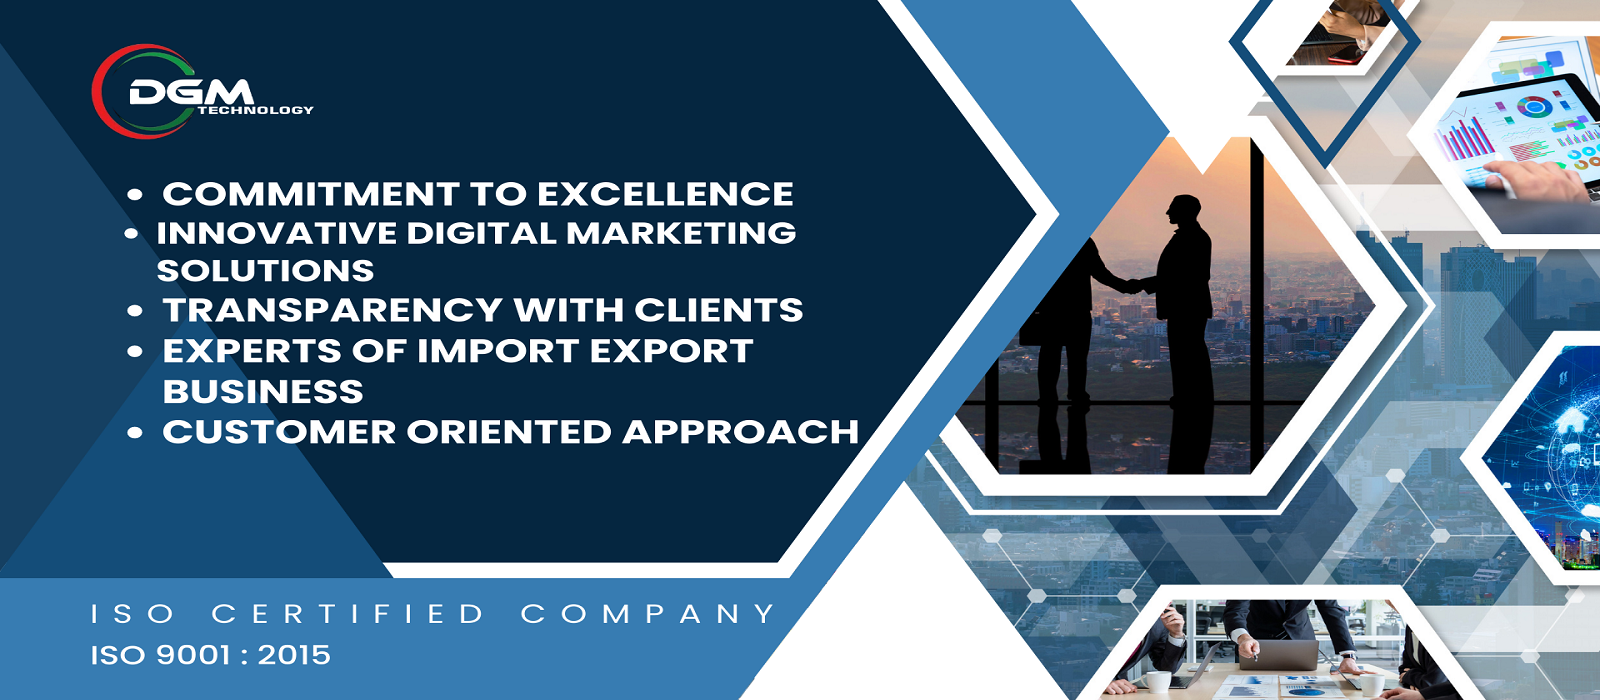 DGM
TECHNOLOGY
• COMMITMENT TO EXCELLENCE
• INNOVATIVE DIGITAL MARKETING
SOLUTIONS
• TRANSPARENCY WITH CLIENTS
• EXPERTS OF IMPORT EXPORT
BUSINESS
• CUSTOMER ORIENTED APPROACH
ISO CERTIFIED COMPANY
ISO 9001 : 2015